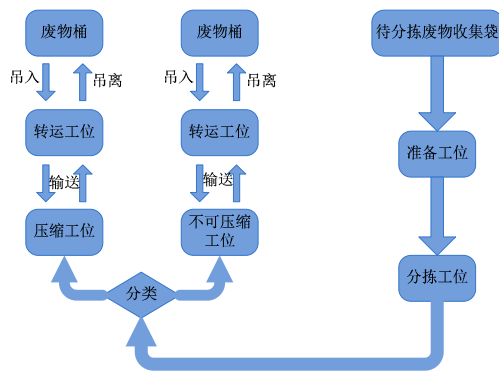 废物桶
废物桶
待分拣废物收集袋
吊入
吊离
吊入
吊离
转运工位
转运工位
准备工位
输送
输送
压缩工位
不可压缩
工位
分拣工位
分类